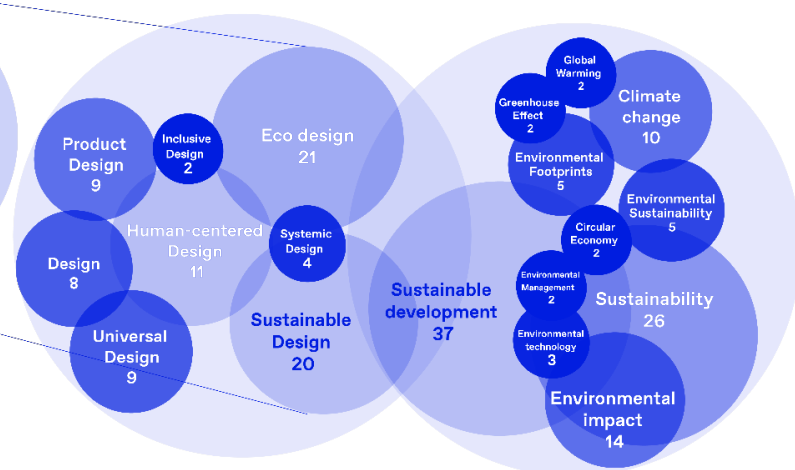 Product
Design
9
Inclusive
Design
2
Eco design
21
Human-centered
Design
11
Systemic
Design
4
Design
8
Universal
Design
9
Sustainable
Design
20
Sustainable
development
37
Global
Warming
2
Greenhouse
Effect
2
Climate
change
10
Environmental
Footprints
5
Environmental
Sustainability
5
Circular
Economy
2
Environmental
Management
2
Sustainability
26
Environmental
technology
3
Environmental
impact
14